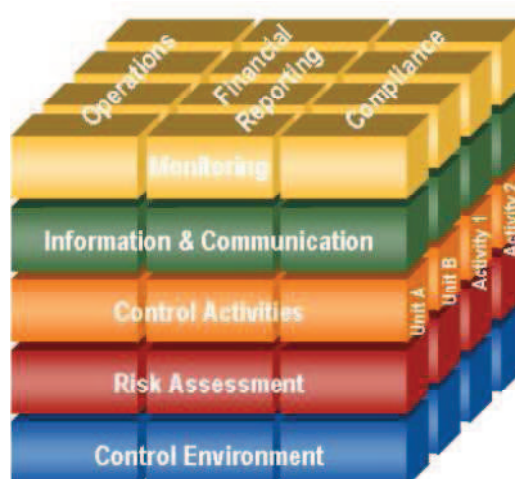 Operations
Financial
Reporting
Compliance
Monitoring
Information & Communication
Control Activities
Risk Assessment
Control Environment
Unit A
Unit B
Activity 1
Activity 2